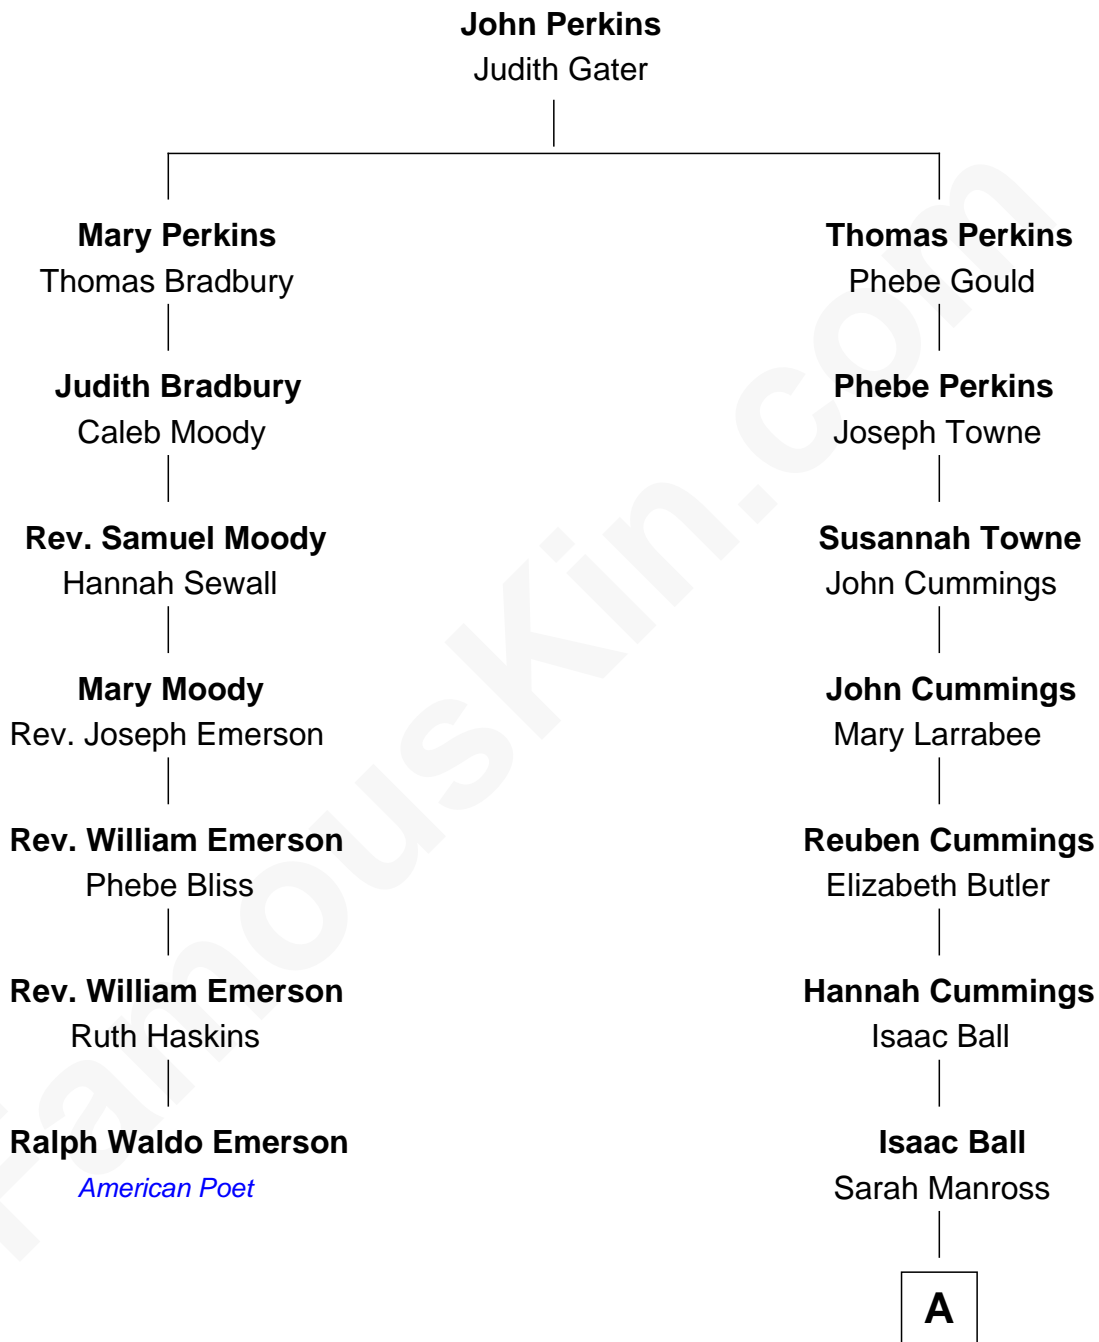 John Perkins
Judith Gater
Mary Perkins
Thomas Bradbury
Thomas Perkins
Phebe Gould
Judith Bradbury
Caleb Moody
Phebe Perkins
Joseph Towne
Rev. Samuel Moody
Hannah Sewall
Susannah Towne
John Cummings
Mary Moody
Rev. Joseph Emerson
John Cummings
Mary Larrabee
Rev. William Emerson
Phebe Bliss
Reuben Cummings
Elizabeth Butler
Rev. William Emerson
Ruth Haskins
Hannah Cummings
Isaac Ball
Ralph Waldo Emerson
American Poet
Isaac Ball
Sarah Manross
A
FamousKin.com